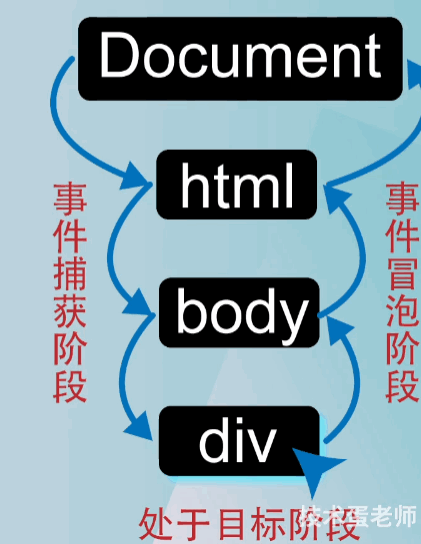 Document
html
事件捕获阶段
事件冒泡阶段
body
div
处于目标阶段
技术蛋老师